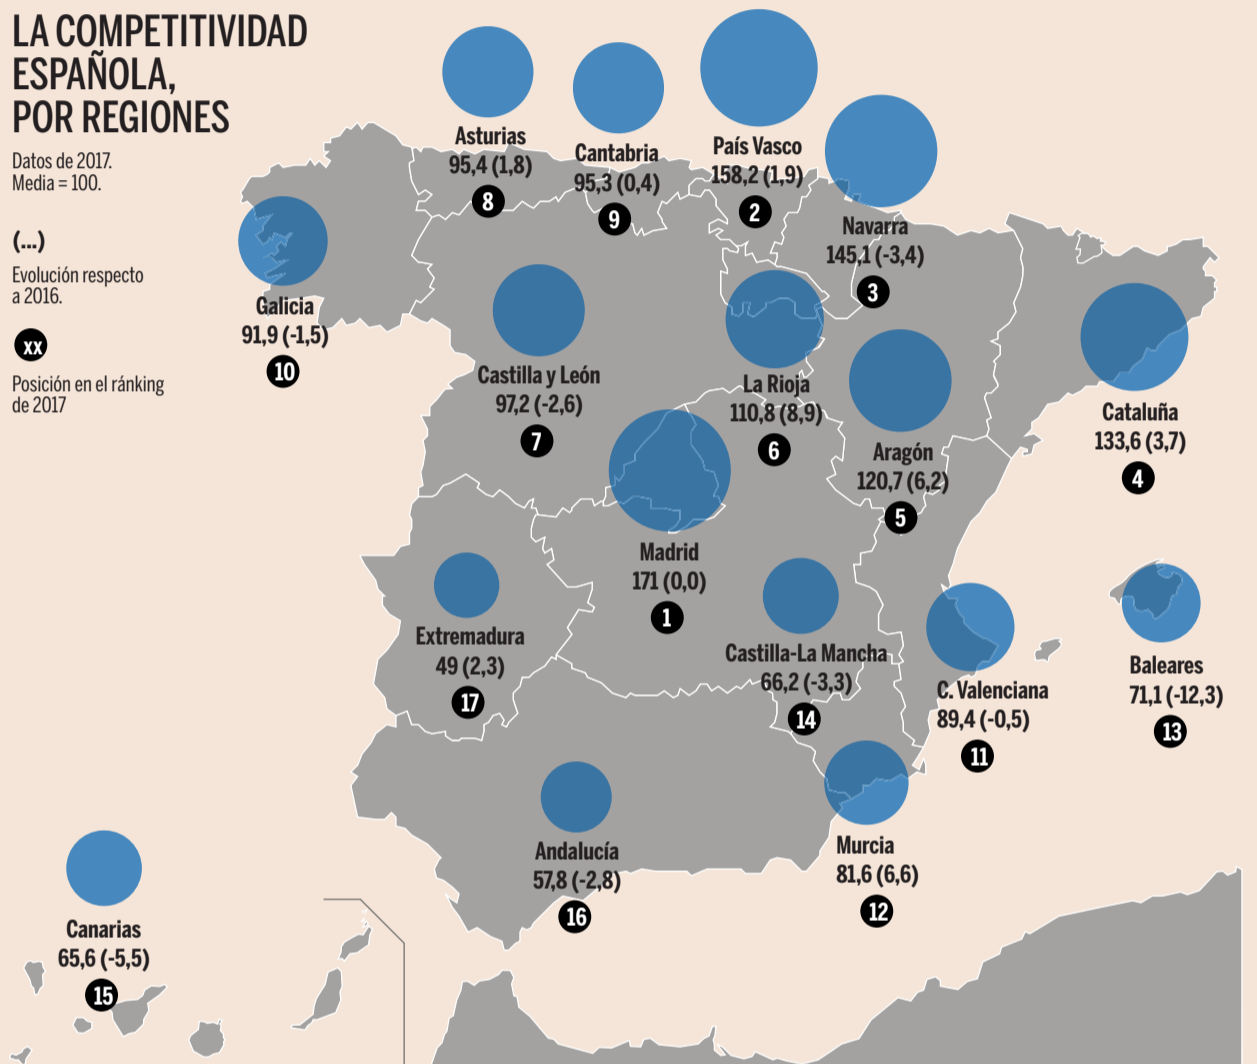 LA COMPETITIVIDAD
ESPAÑOLA,
POR REGIONES
Datos de 2017.
Media = 100.
(...)
Evolución respecto
a 2016.
xx
Posición en el ránking
de 2017
Asturias
95,4 (1,8)
8
Cantabria
95,3 (0,4)
9
País Vasco
158,2 (1,9)
2
Navarra
145,1 (-3,4)
3
Galicia
91,9 (-1,5)
10
Castilla y León
97,2 (-2,6)
7
La Rioja
110,8 (8,9)
6
Aragón
120,7 (6,2)
5
Cataluña
133,6 (3,7)
4
Madrid
171 (0,0)
1
Extremadura
49 (2,3)
17
Castilla-La Mancha
66,2 (-3,3)
14
C. Valenciana
89,4 (-0,5)
11
Baleares
71,1 (-12,3)
13
Andalucía
57,8 (-2,8)
16
Murcia
81,6 (6,6)
12
Canarias
65,6 (-5,5)
15